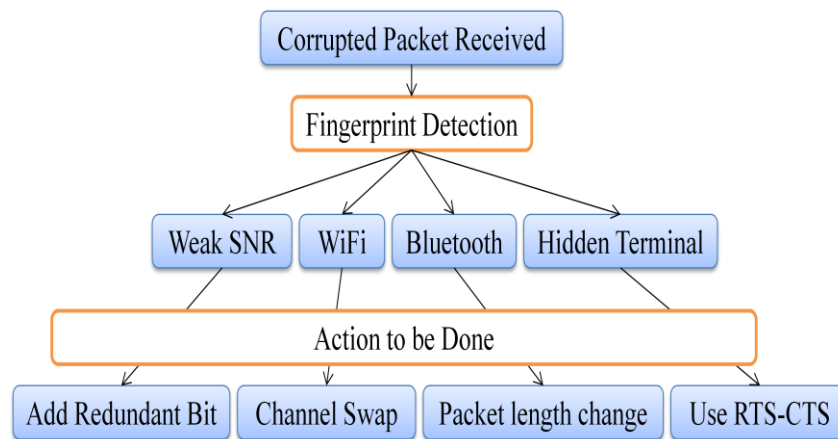 Corrupted Packet Received
Fingerprint Detection
Weak SNR
WiFi
Bluetooth
Hidden Terminal
Action to be Done
Add Redundant Bit
Channel Swap
Packet length change
Use RTS-CTS